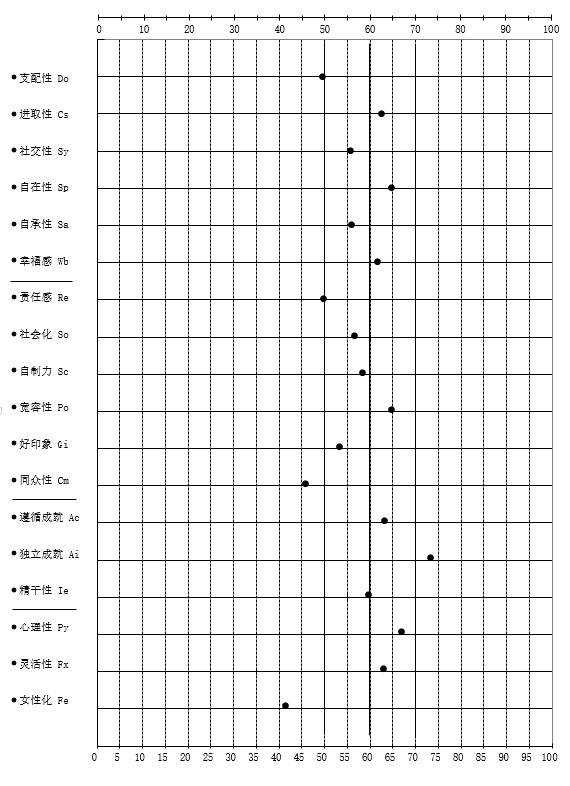 0 10 20 30 40 50 60 70 80 90 100
● 支配性 Do
● 进取性 Cs
● 社交性 Sy
● 自在性 Sp
● 自承性 Sa
● 幸福感 Wb
● 责任感 Re
● 社会化 So
● 自制力 Sc
● 宽容性 Po
● 好印象 Gi
● 同众性 Cm
● 遵循成就 Ac
● 独立成就 Ai
● 精干性 Ie
● 心理性 Py
● 灵活性 Fx
● 女性化 Fe
0 5 10 15 20 25 30 35 40 45 50 55 60 65 70 75 80 85 90 95 100